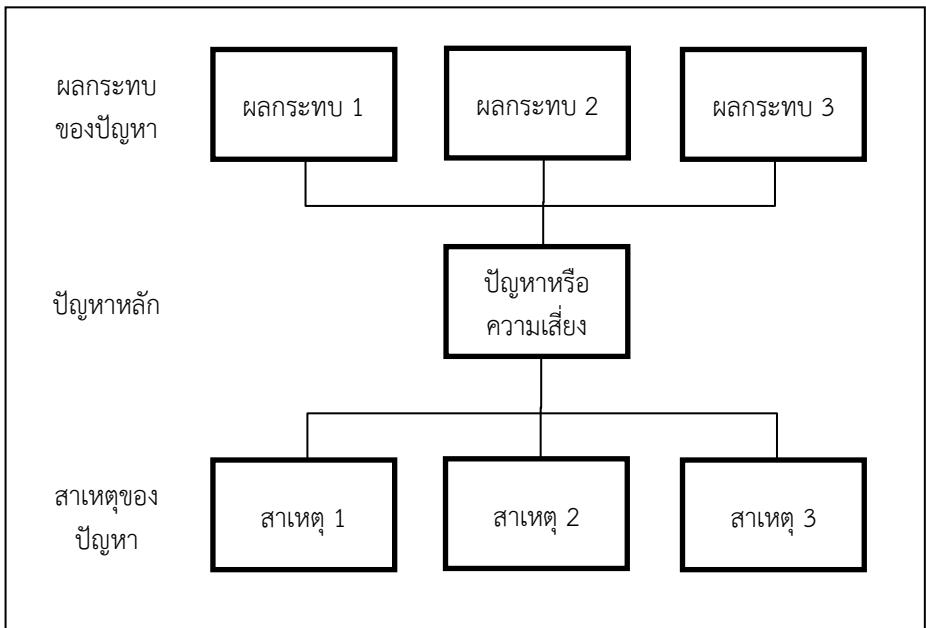 ผลกระทบ
ของปัญหา
ผลกระทบ 1
ผลกระทบ 2
ผลกระทบ 3
ปัญหาหลัก
ปัญหาหรือ
ความเสี่ยง
สาเหตุของ
ปัญหา
สาเหตุ 1
สาเหตุ 2
สาเหตุ 3